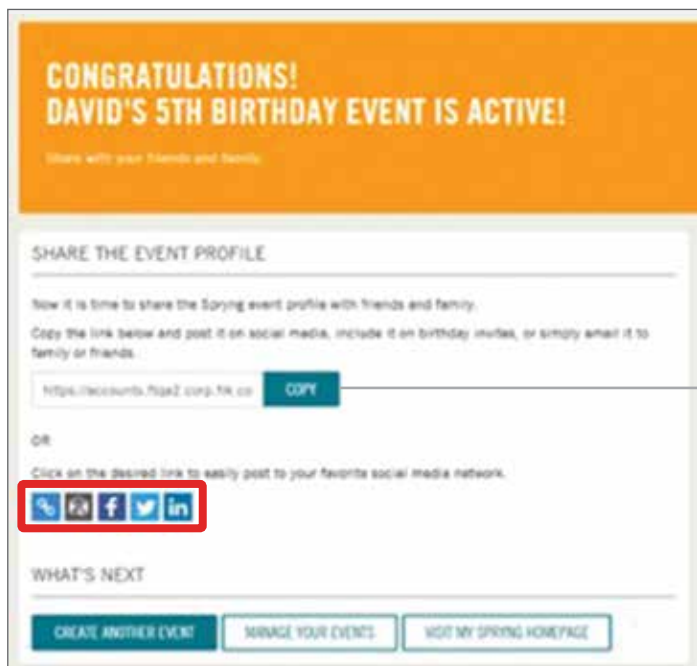 CONGRATULATIONS!
DAVID'S 5TH BIRTHDAY EVENT IS ACTIVE!
Share with your friends and family.
SHARE THE EVENT PROFILE
Now it is time to share the Spryng event profile with friends and family.
Copy the link below and post it on social media, include it on birthday invites, or simply email it to
family or friends.
COPY
OR
Click on the desired link to easily post to your favorite social media network.
f
in
WHAT'S NEXT
CREATE ANOTHER EVENT
MANAGE YOUR EVENTS
VISIT MY SPRYNG HOMEPAGE